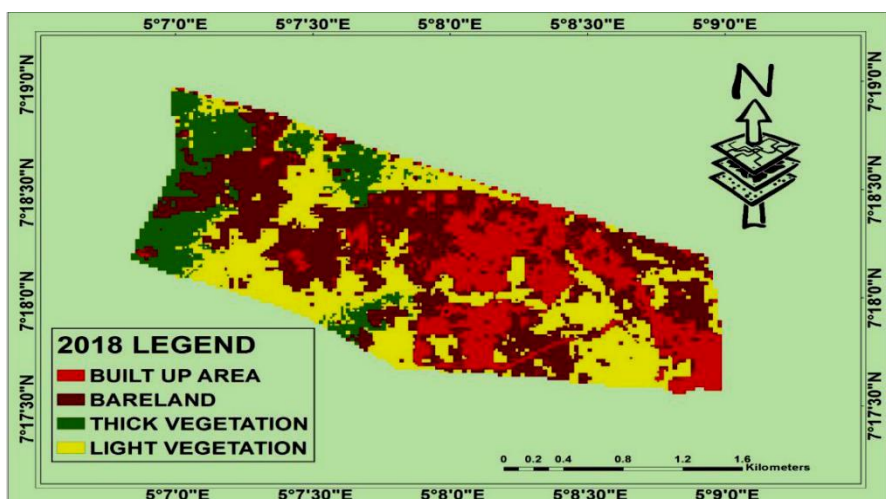 5°7'0"E 5°7'30"E 5°8'0"E 5°8'30"E 5°9'0"E
7°19'0"N 7°19'0"N
7°18'30"N 7°18'30"N
7°18'0"N 7°18'0"N
7°17'30"N 7°17'30"N
N
2018 LEGEND
BUILT UP AREA
BARELAND
THICK VEGETATION
LIGHT VEGETATION
0 0.2 0.4 0.8 1.2 1.6
Kilometers
5°7'0"E 5°7'30"E 5°8'0"E 5°8'30"E 5°9'0"E